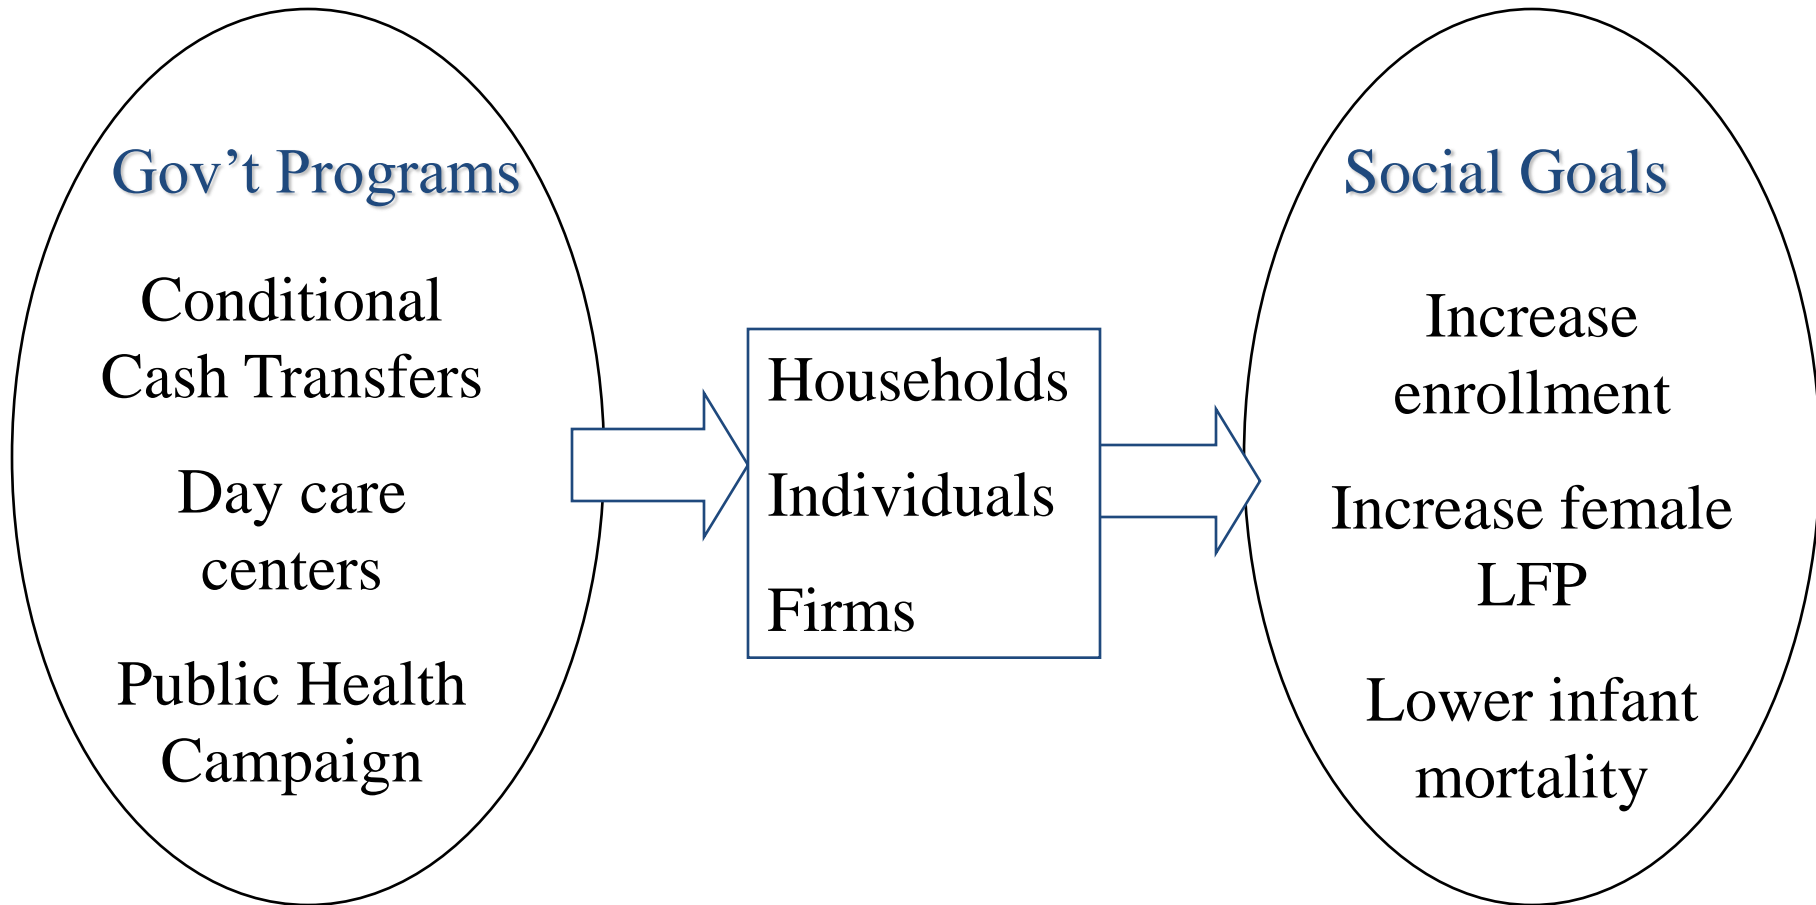 Gov’t Programs
Conditional
Cash Transfers
Day care
centers
Public Health
Campaign
Households
Individuals
Firms
Social Goals
Increase
enrollment
Increase female
LFP
Lower infant
mortality